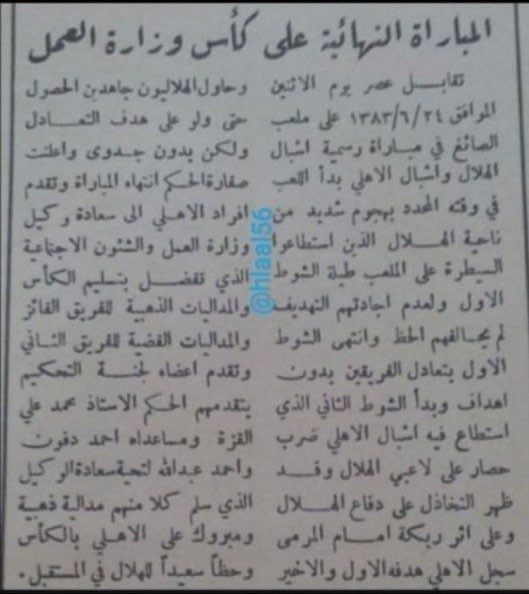 المباراة النهائية على كأس وزارة العمل
تقابل عصر يوم الاثنين
الموافق ١٣٨٣/٦/٢٤ على ملعب
الصائغ في مباراة رسمية اشبال
الهلال واشبال الاهلي بدأ اللعب
في وقته المحدد بهجوم شديد من
ناحية الهلال الذين استطاعوا
السيطرة على الملعب طيلة الشوط
الاول ولعدم اجادتهم التهديف
لم يحالفهم الحظ وانتهى الشوط
الاول بتعادل الفريقين بدون
اهداف وبدأ الشوط الثاني الذي
استطاع فيه اشبال الاهلي ضرب
حصار على لاعبي الهلال وقد
ظهر التخاذل على دفاع الهلال
وعلى اثر ربكة امام المرمى
سجل الاهلي هدفه الاول والاخير
وحاول الهلاليون جاهدين الحصول
حتى ولو على هدف التعادل
ولكن بدون جدوى واعلنت
صفارة الحكم انتهاء المباراة وتقدم
افراد الاهلي الى سعادة وكيل
وزارة العمل والشئون الاجتماعية
الذي تفضل بتسليم الكأس
والمداليات الذهبية للفريق الفائز
والمداليات الفضية للفريق الثاني
وتقدم اعضاء لجنة التحكيم
يتقدمهم الحكم الاستاذ محمد علي
القزة ومساعداه احمد دفون
واحمد عبدالله لتحية سعادة الوكيل
الذي سلم كلا منهم مدالية ذهبية
ومبروك على الاهلي بالكأس
وحظاً سعيداً للهلال في المستقبل.
@hlaal56